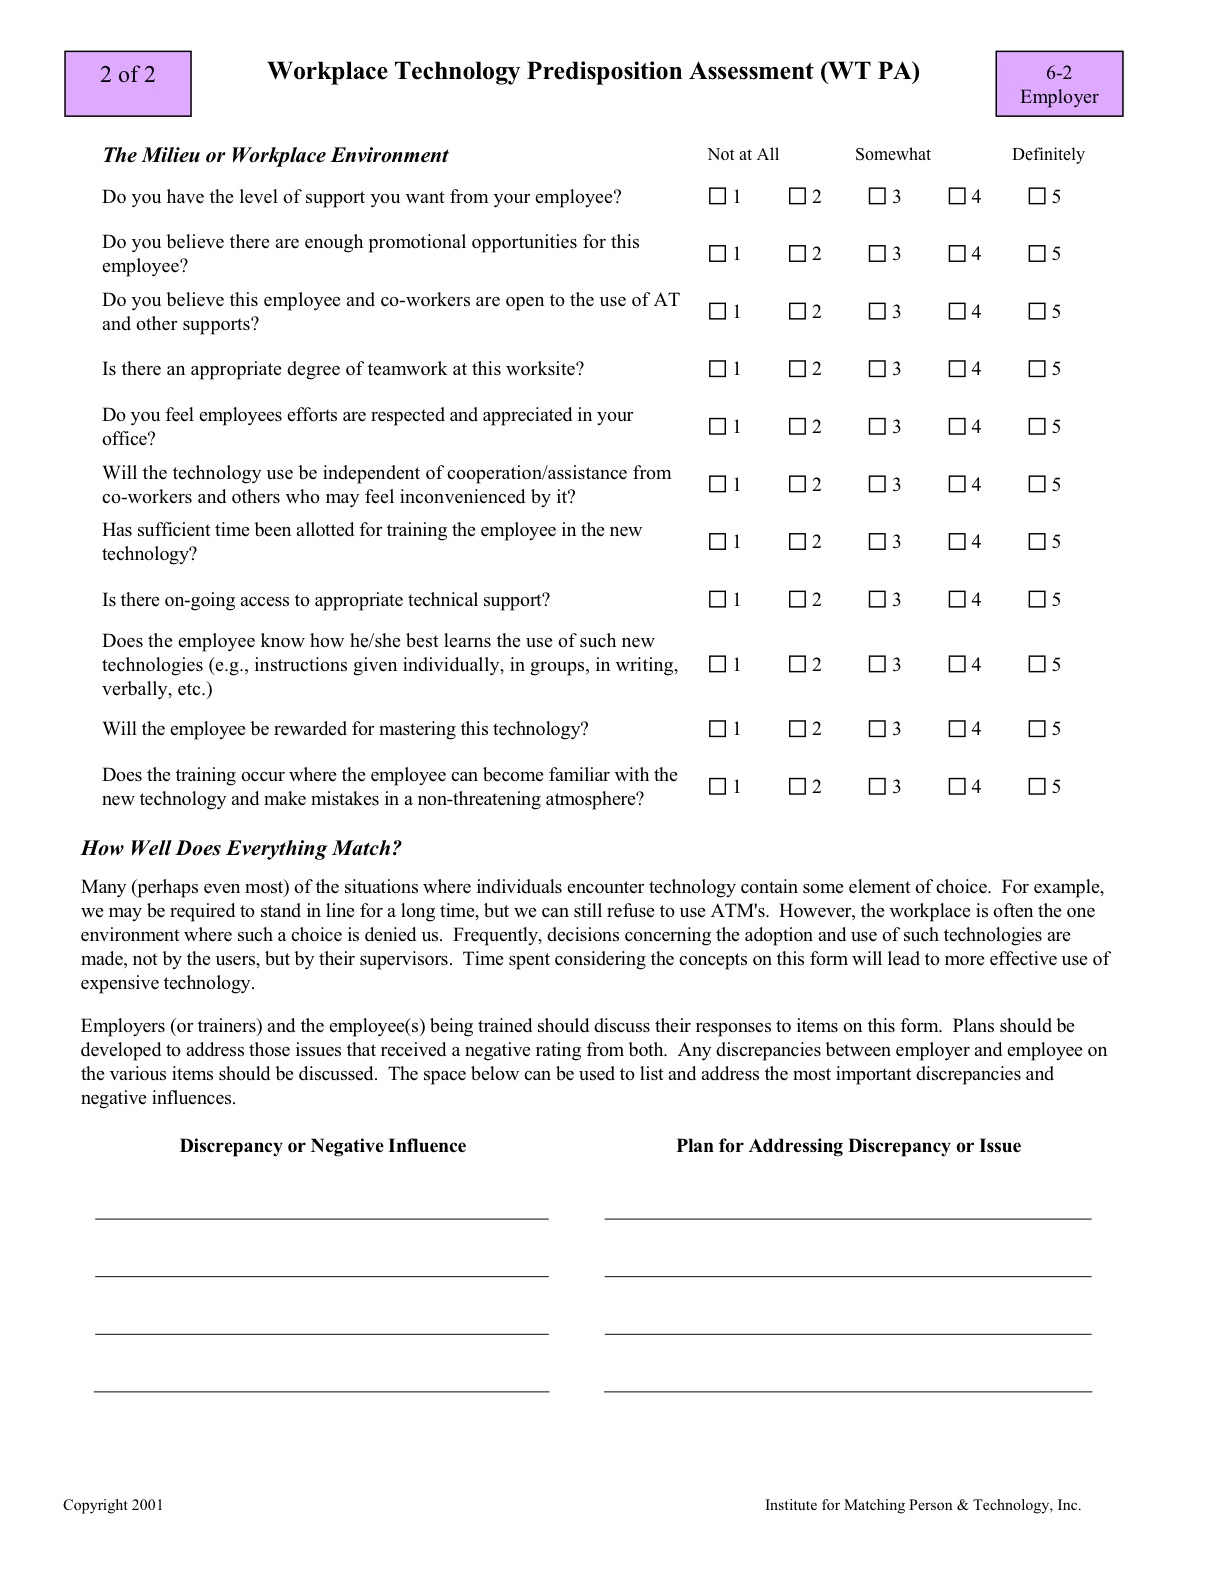 2 of 2
Workplace Technology Predisposition Assessment (WT PA)
6-2
Employer
The Milieu or Workplace Environment Not at All Somewhat Definitely
Do you have the level of support you want from your employee? ☐ 1 ☐ 2 ☐ 3 ☐ 4 ☐ 5
Do you believe there are enough promotional opportunities for this
employee? ☐ 1 ☐ 2 ☐ 3 ☐ 4 ☐ 5
Do you believe this employee and co-workers are open to the use of AT
and other supports? ☐ 1 ☐ 2 ☐ 3 ☐ 4 ☐ 5
Is there an appropriate degree of teamwork at this worksite? ☐ 1 ☐ 2 ☐ 3 ☐ 4 ☐ 5
Do you feel employees efforts are respected and appreciated in your
office? ☐ 1 ☐ 2 ☐ 3 ☐ 4 ☐ 5
Will the technology use be independent of cooperation/assistance from
co-workers and others who may feel inconvenienced by it? ☐ 1 ☐ 2 ☐ 3 ☐ 4 ☐ 5
Has sufficient time been allotted for training the employee in the new
technology? ☐ 1 ☐ 2 ☐ 3 ☐ 4 ☐ 5
Is there on-going access to appropriate technical support? ☐ 1 ☐ 2 ☐ 3 ☐ 4 ☐ 5
Does the employee know how he/she best learns the use of such new
technologies (e.g., instructions given individually, in groups, in writing, ☐ 1 ☐ 2 ☐ 3 ☐ 4 ☐ 5
verbally, etc.)
Will the employee be rewarded for mastering this technology? ☐ 1 ☐ 2 ☐ 3 ☐ 4 ☐ 5
Does the training occur where the employee can become familiar with the
new technology and make mistakes in a non-threatening atmosphere? ☐ 1 ☐ 2 ☐ 3 ☐ 4 ☐ 5
How Well Does Everything Match?
Many (perhaps even most) of the situations where individuals encounter technology contain some element of choice. For example,
we may be required to stand in line for a long time, but we can still refuse to use ATM's. However, the workplace is often the one
environment where such a choice is denied us. Frequently, decisions concerning the adoption and use of such technologies are
made, not by the users, but by their supervisors. Time spent considering the concepts on this form will lead to more effective use of
expensive technology.
Employers (or trainers) and the employee(s) being trained should discuss their responses to items on this form. Plans should be
developed to address those issues that received a negative rating from both. Any discrepancies between employer and employee on
the various items should be discussed. The space below can be used to list and address the most important discrepancies and
negative influences.
Discrepancy or Negative Influence Plan for Addressing Discrepancy or Issue
Copyright 2001 Institute for Matching Person & Technology, Inc.